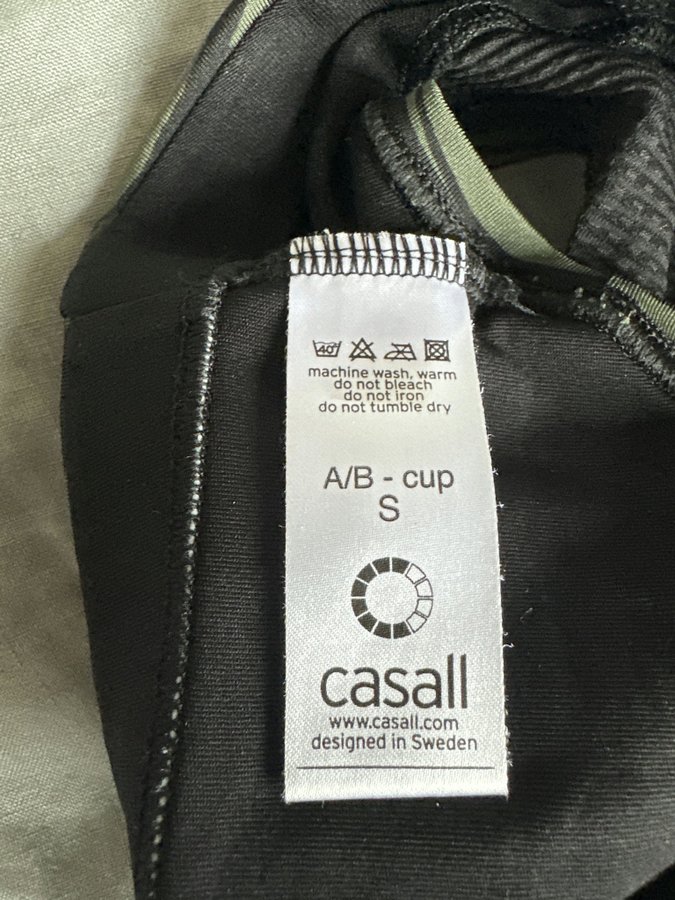 40°
machine wash, warm
do not bleach
do not iron
do not tumble dry
A/B - cup
S
casall
www.casall.com
designed in Sweden